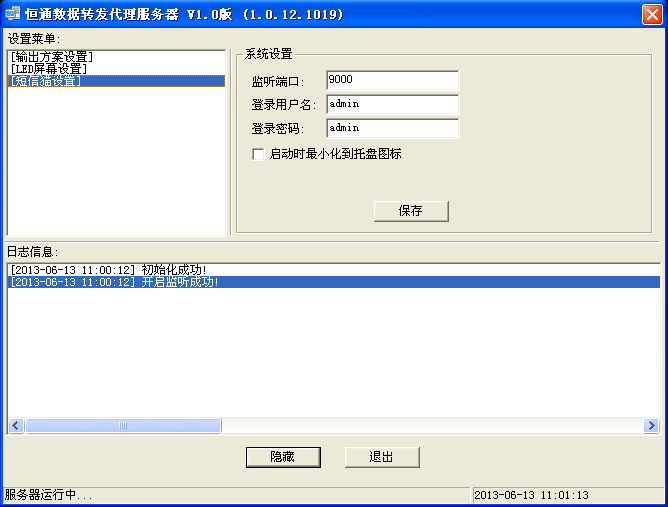 恒通数据转发代理服务器 V1.0版 (1.0.12.1019)
设置菜单:
[输出方案设置]
[LED屏幕设置]
[短信猫设置]
系统设置
监听端口: 9000
登录用户名: admin
登录密码: admin
启动时最小化到托盘图标
保存
日志信息:
[2013-06-13 11:00:12] 初始化成功!
[2013-06-13 11:00:12] 开启监听成功!
隐藏 退出
服务器运行中... 2013-06-13 11:01:13